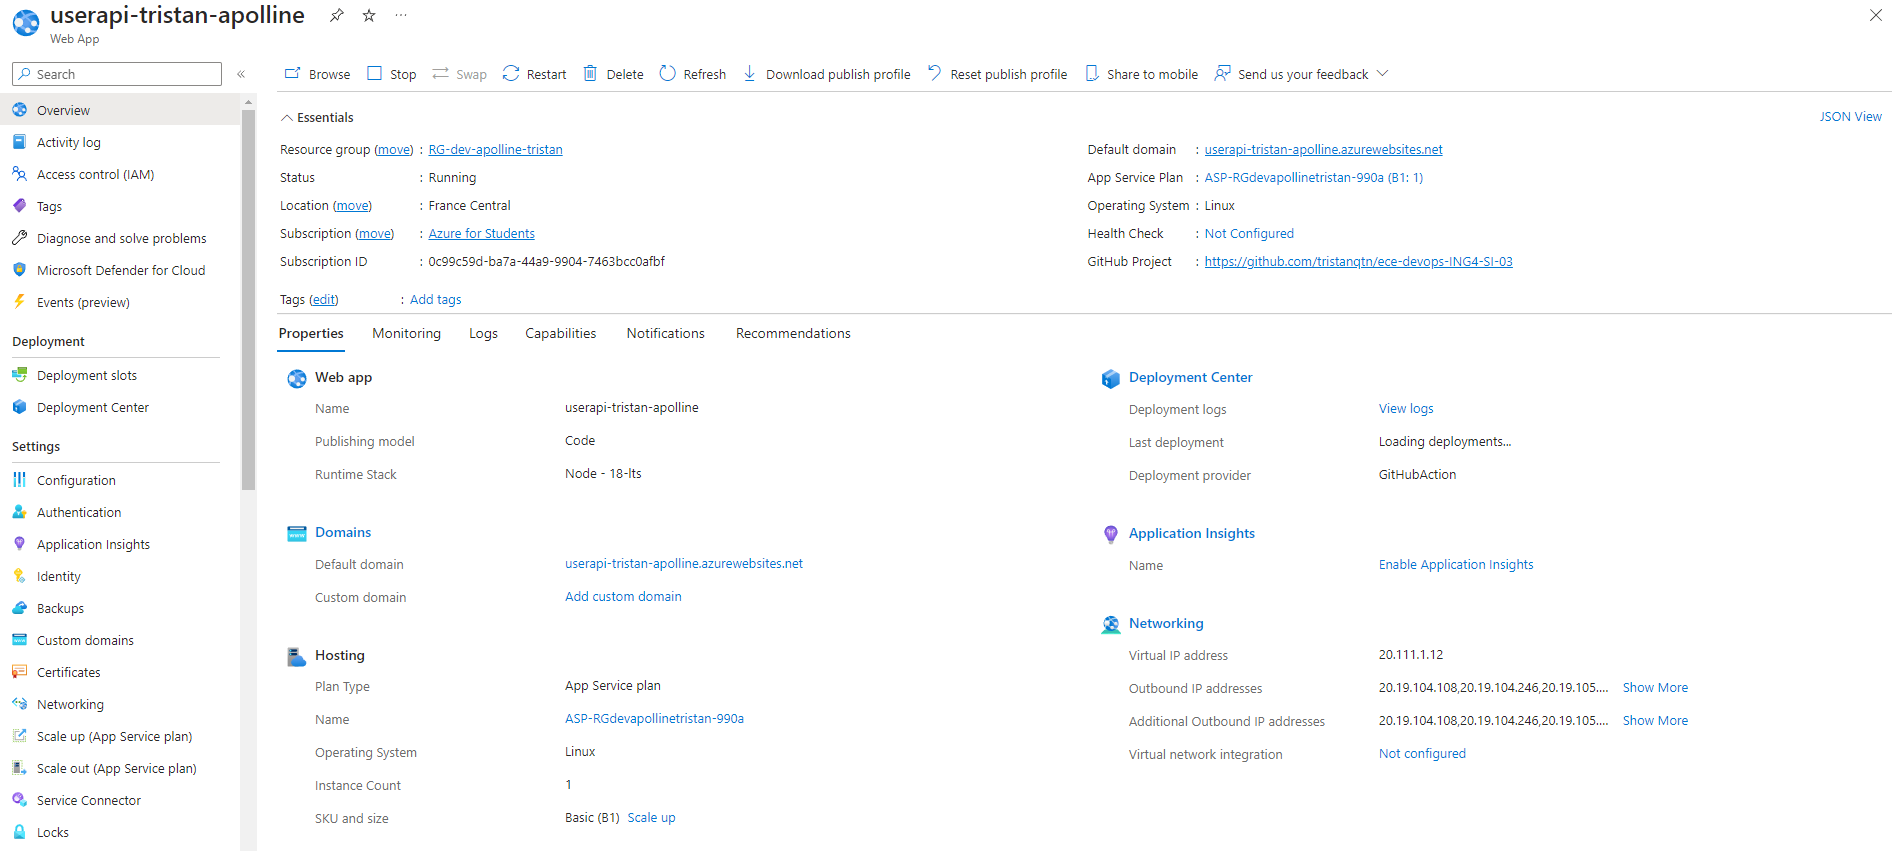 userapi-tristan-apolline
Web App
Search
«
Browse
Stop
Swap
Restart
Delete
Refresh
Download publish profile
Reset publish profile
Share to mobile
Send us your feedback
Overview
Activity log
Access control (IAM)
Tags
Diagnose and solve problems
Microsoft Defender for Cloud
Events (preview)
Deployment
Deployment slots
Deployment Center
Settings
Configuration
Authentication
Application Insights
Identity
Backups
Custom domains
Certificates
Networking
Scale up (App Service plan)
Scale out (App Service plan)
Service Connector
Locks
Essentials
JSON View
Resource group (move) : RG-dev-apolline-tristan
Status : Running
Location (move) : France Central
Subscription (move) : Azure for Students
Subscription ID : 0c99c59d-ba7a-44a9-9904-7463bcc0afbf
Default domain : userapi-tristan-apolline.azurewebsites.net
App Service Plan : ASP-RGdevapollinetristan-990a (B1: 1)
Operating System : Linux
Health Check : Not Configured
GitHub Project : https://github.com/tristanqtn/ece-devops-ING4-SI-03
Tags (edit) : Add tags
Properties
Monitoring
Logs
Capabilities
Notifications
Recommendations
Web app
Name userapi-tristan-apolline
Publishing model Code
Runtime Stack Node - 18-lts
Domains
Default domain userapi-tristan-apolline.azurewebsites.net
Custom domain Add custom domain
Hosting
Plan Type App Service plan
Name ASP-RGdevapollinetristan-990a
Operating System Linux
Instance Count 1
SKU and size Basic (B1) Scale up
Deployment Center
Deployment logs View logs
Last deployment Loading deployments...
Deployment provider GitHubAction
Application Insights
Name Enable Application Insights
Networking
Virtual IP address 20.111.1.12
Outbound IP addresses 20.19.104.108,20.19.104.246,20.19.105.... Show More
Additional Outbound IP addresses 20.19.104.108,20.19.104.246,20.19.105.... Show More
Virtual network integration Not configured